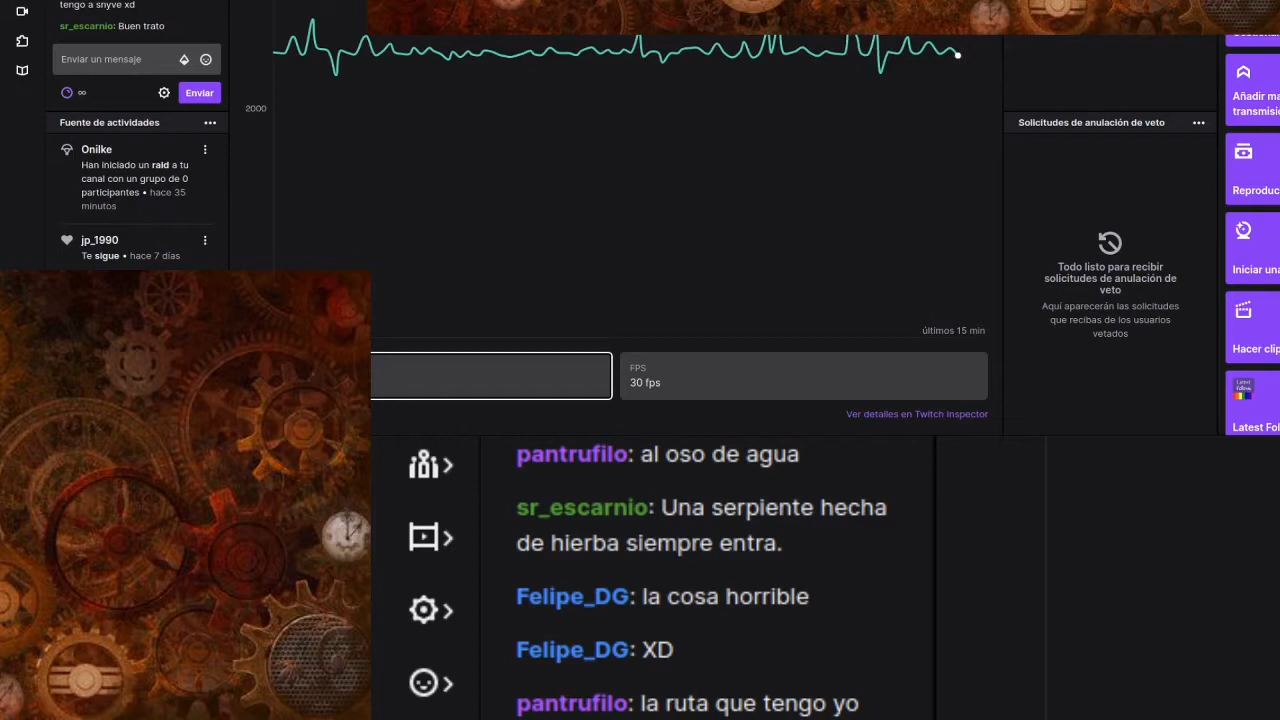 tengo a snyve xd
sr_escarnio: Buen trato
Enviar un mensaje
∞
Enviar
Fuente de actividades
Onilke
Han iniciado un raid a tu
canal con un grupo de 0
participantes • hace 35
minutos
jp_1990
Te sigue • hace 7 días
2000
últimos 15 min
FPS
30 fps
Ver detalles en Twitch Inspector
Solicitudes de anulación de veto
Todo listo para recibir
solicitudes de anulación de
veto
Aquí aparecerán las solicitudes
que recibas de los usuarios
vetados
Añadir ma
transmisió
Reproduc
Iniciar una
Hacer clip
Latest Fol
pantrufilo: al oso de agua
sr_escarnio: Una serpiente hecha
de hierba siempre entra.
Felipe_DG: la cosa horrible
Felipe_DG: XD
pantrufilo: la ruta que tengo yo